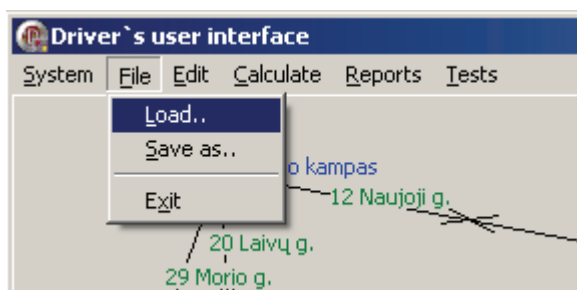 Driver`s user interface
System File Edit Calculate Reports Tests
Load..
Save as..
o kampas
Exit
12 Naujoji g.
20 Laivų g.
29 Morio g.